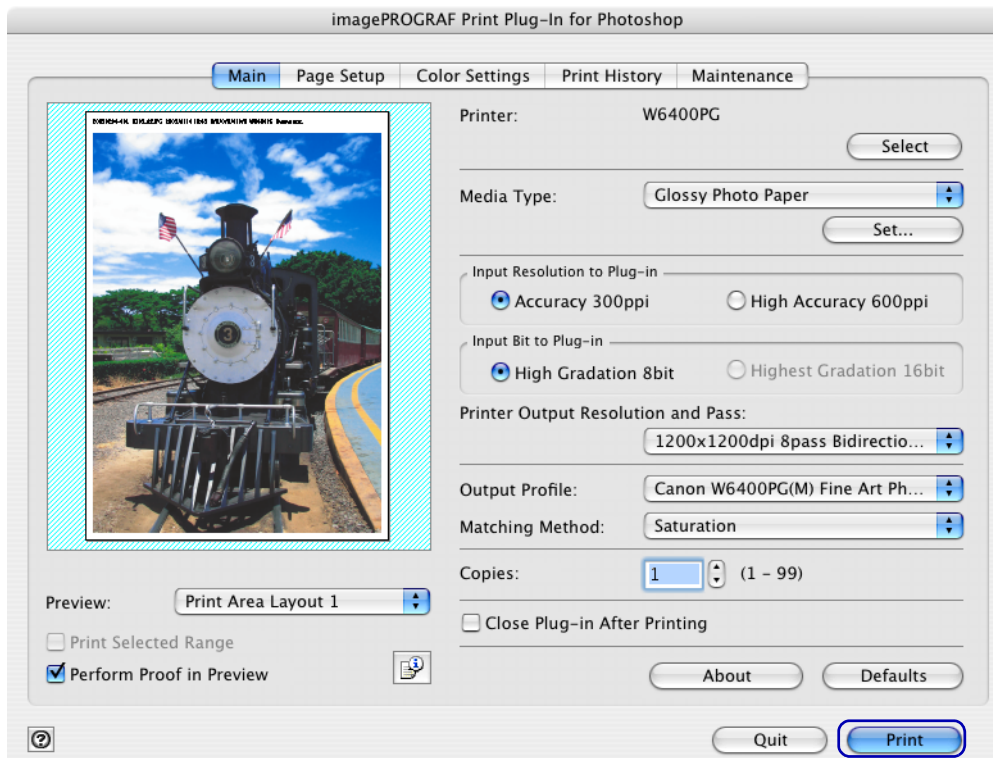 imagePROGRAF Print Plug-In for Photoshop
Main Page Setup Color Settings Print History Maintenance
Printer: W6400PG
Select
Media Type: Glossy Photo Paper
Set...
Input Resolution to Plug-in
Accuracy 300ppi High Accuracy 600ppi
Input Bit to Plug-in
High Gradation 8bit Highest Gradation 16bit
Printer Output Resolution and Pass:
1200x1200dpi 8pass Bidirectio...
Output Profile: Canon W6400PG(M) Fine Art Ph...
Matching Method: Saturation
Copies: 1 (1 - 99)
Close Plug-in After Printing
3
Preview: Print Area Layout 1
Print Selected Range
Perform Proof in Preview
About Defaults
? Quit Print